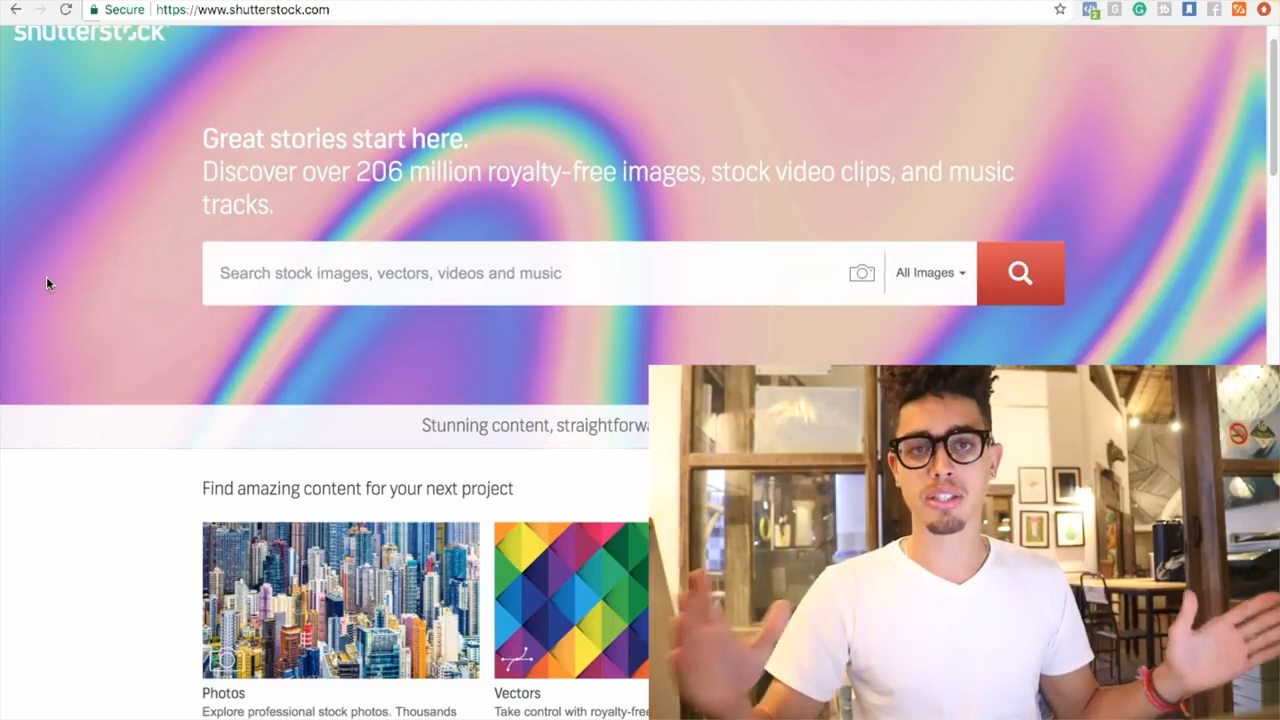 Secure https://www.shutterstock.com
shutterstock
Great stories start here.
Discover over 206 million royalty-free images, stock video clips, and music
tracks.
Search stock images, vectors, videos and music
All Images
Stunning content,
Find amazing content for your next project
Photos
Vectors
Explore professional stock photos. Thousands
Take control with royalty-free